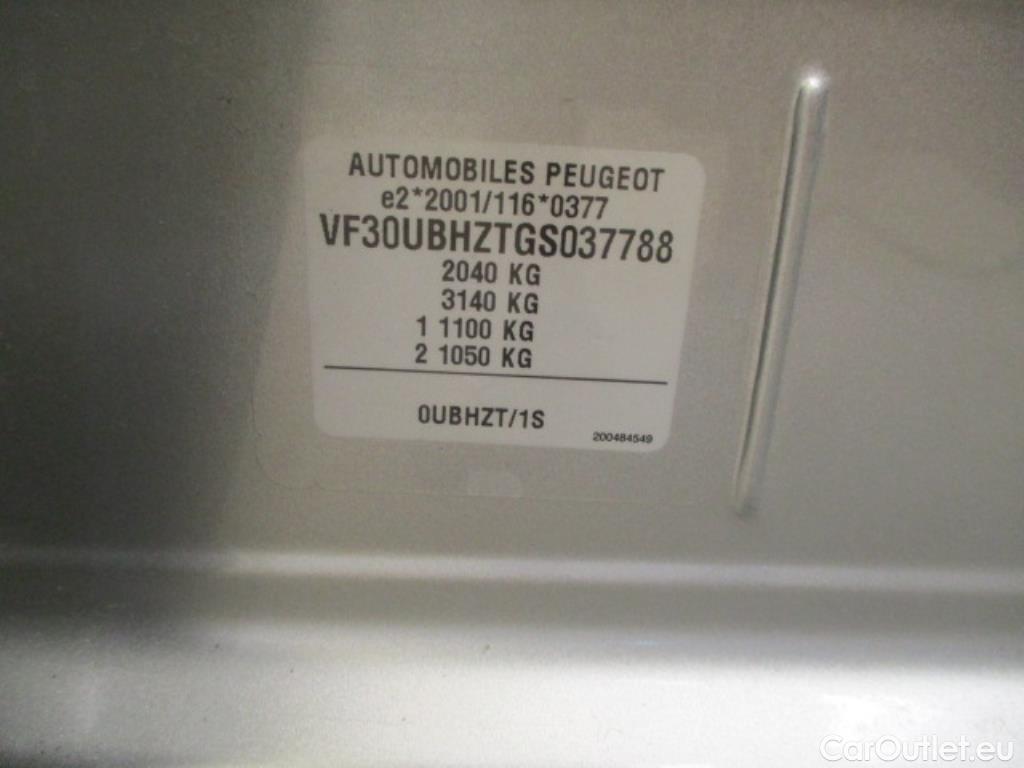 AUTOMOBILES PEUGEOT
e2*2001/116*0377
VF30UBHZTGS037788
2040 KG
3140 KG
1 1100 KG
2 1050 KG
0UBHZT/1S
200484549
CarOutlet.eu